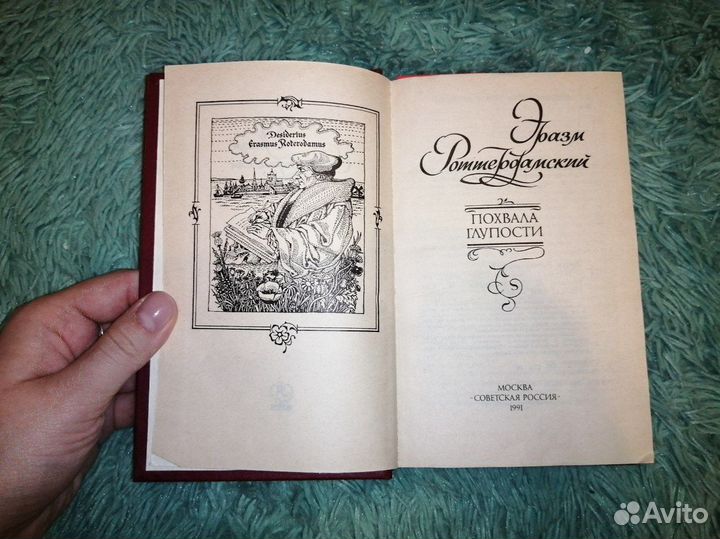 Desiderius
Erasmus Roterodamus
Эразм
Роттердамский
ПОХВАЛА
ГЛУПОСТИ
МОСКВА
·СОВЕТСКАЯ РОССИЯ·
1991
Avito